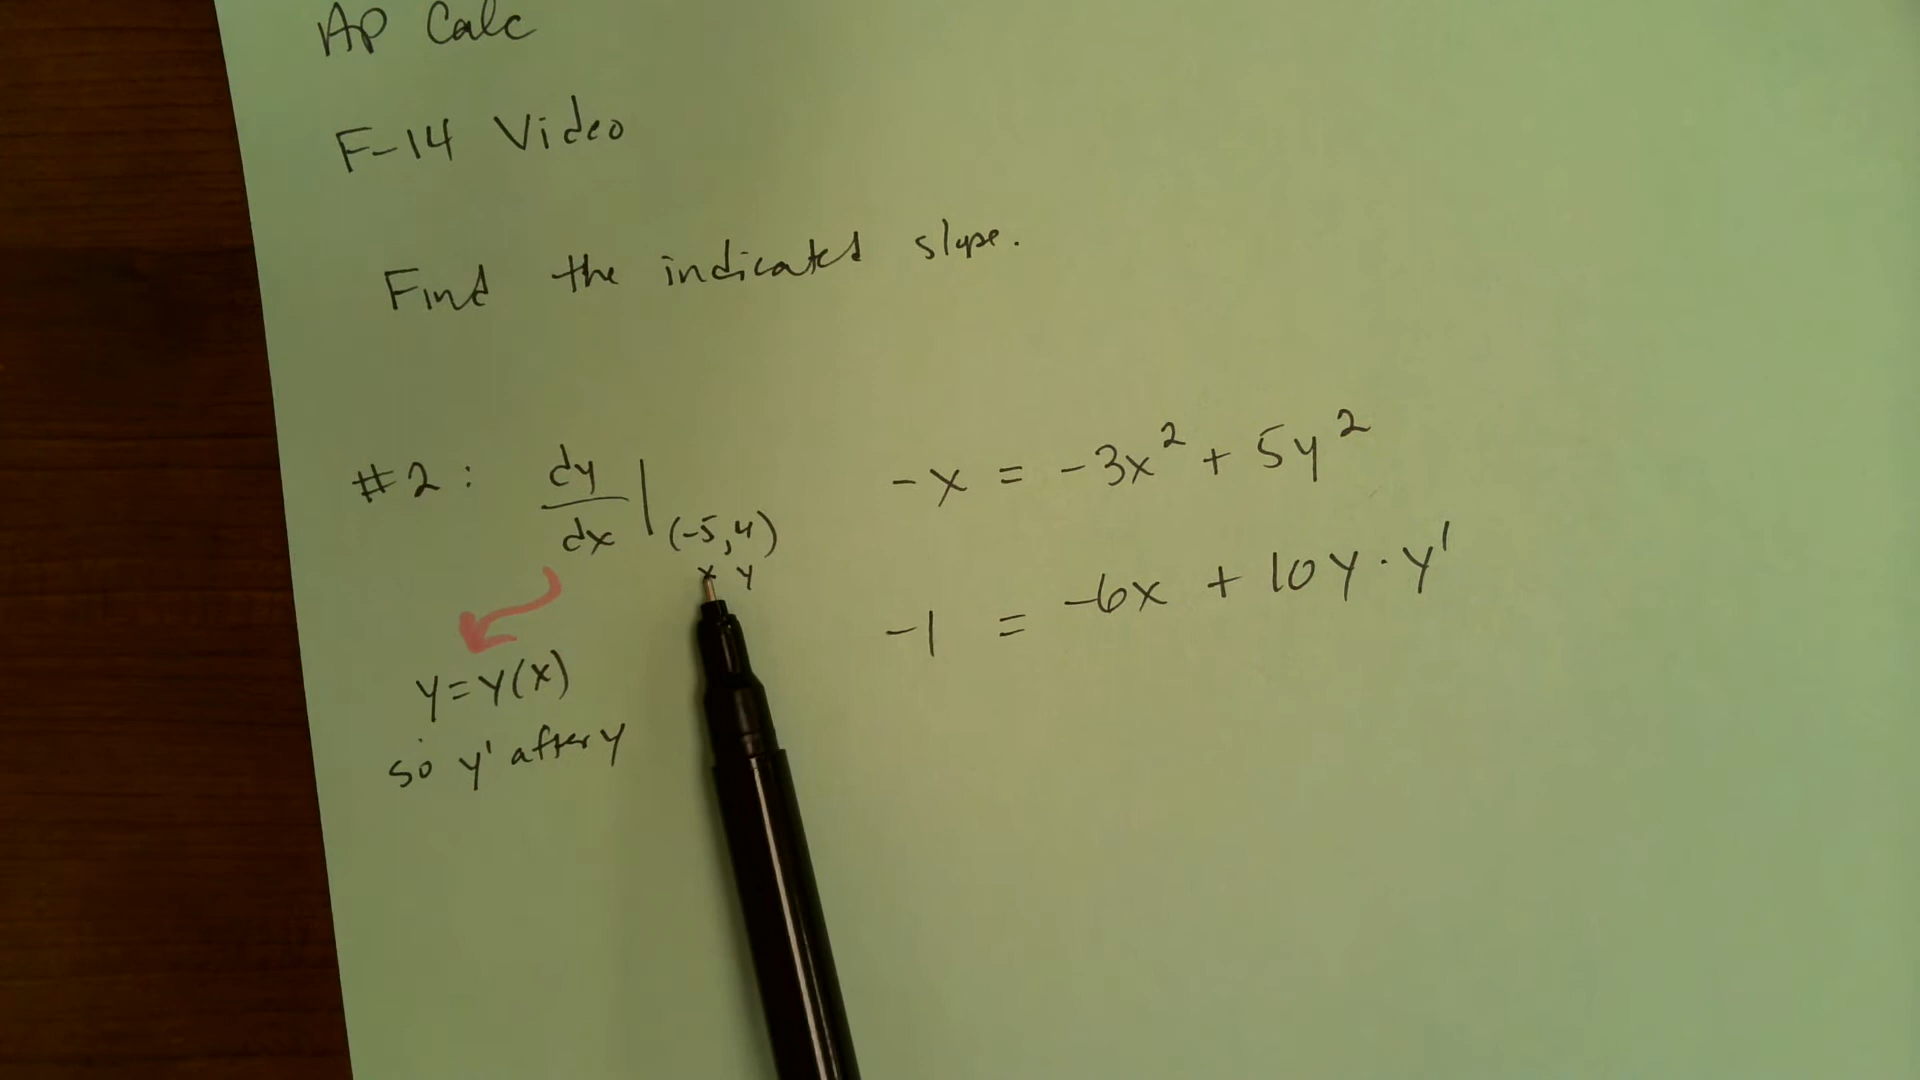 AP Calc
F-14 Video
Find the indicated slope.
#2: dy/dx | (-5,4)
x y
-x = -3x² + 5y²
-1 = -6x + 10y · y'
y = y(x)
so y' after y